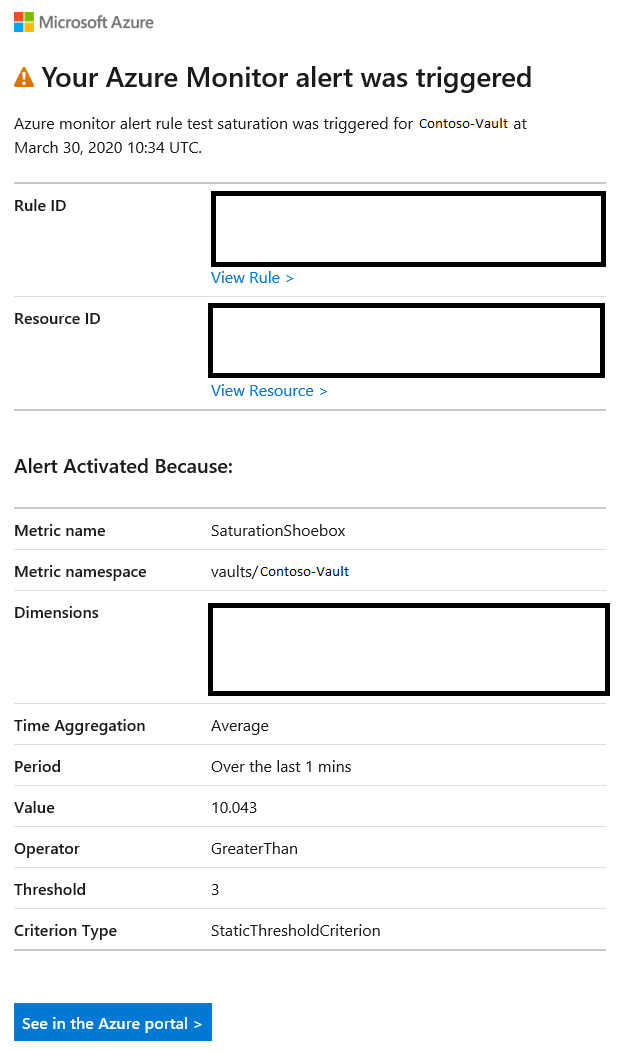 Microsoft Azure
Your Azure Monitor alert was triggered
Azure monitor alert rule test saturation was triggered for Contoso-Vault at
March 30, 2020 10:34 UTC.
Rule ID
View Rule >
Resource ID
View Resource >
Alert Activated Because:
Metric name SaturationShoebox
Metric namespace vaults/Contoso-Vault
Dimensions
Time Aggregation Average
Period Over the last 1 mins
Value 10.043
Operator GreaterThan
Threshold 3
Criterion Type StaticThresholdCriterion
See in the Azure portal >